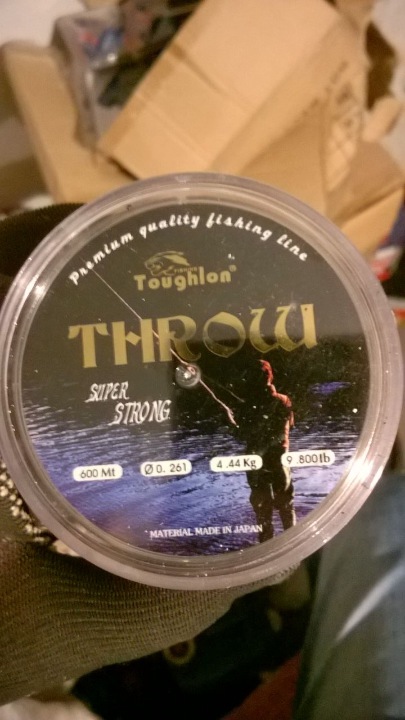 Premium quality fishing line
Toughlon®
THROW
SUPER
STRONG
600 Mt Ø 0.261 4.44 Kg 9.800lb
*MATERIAL MADE IN JAPAN